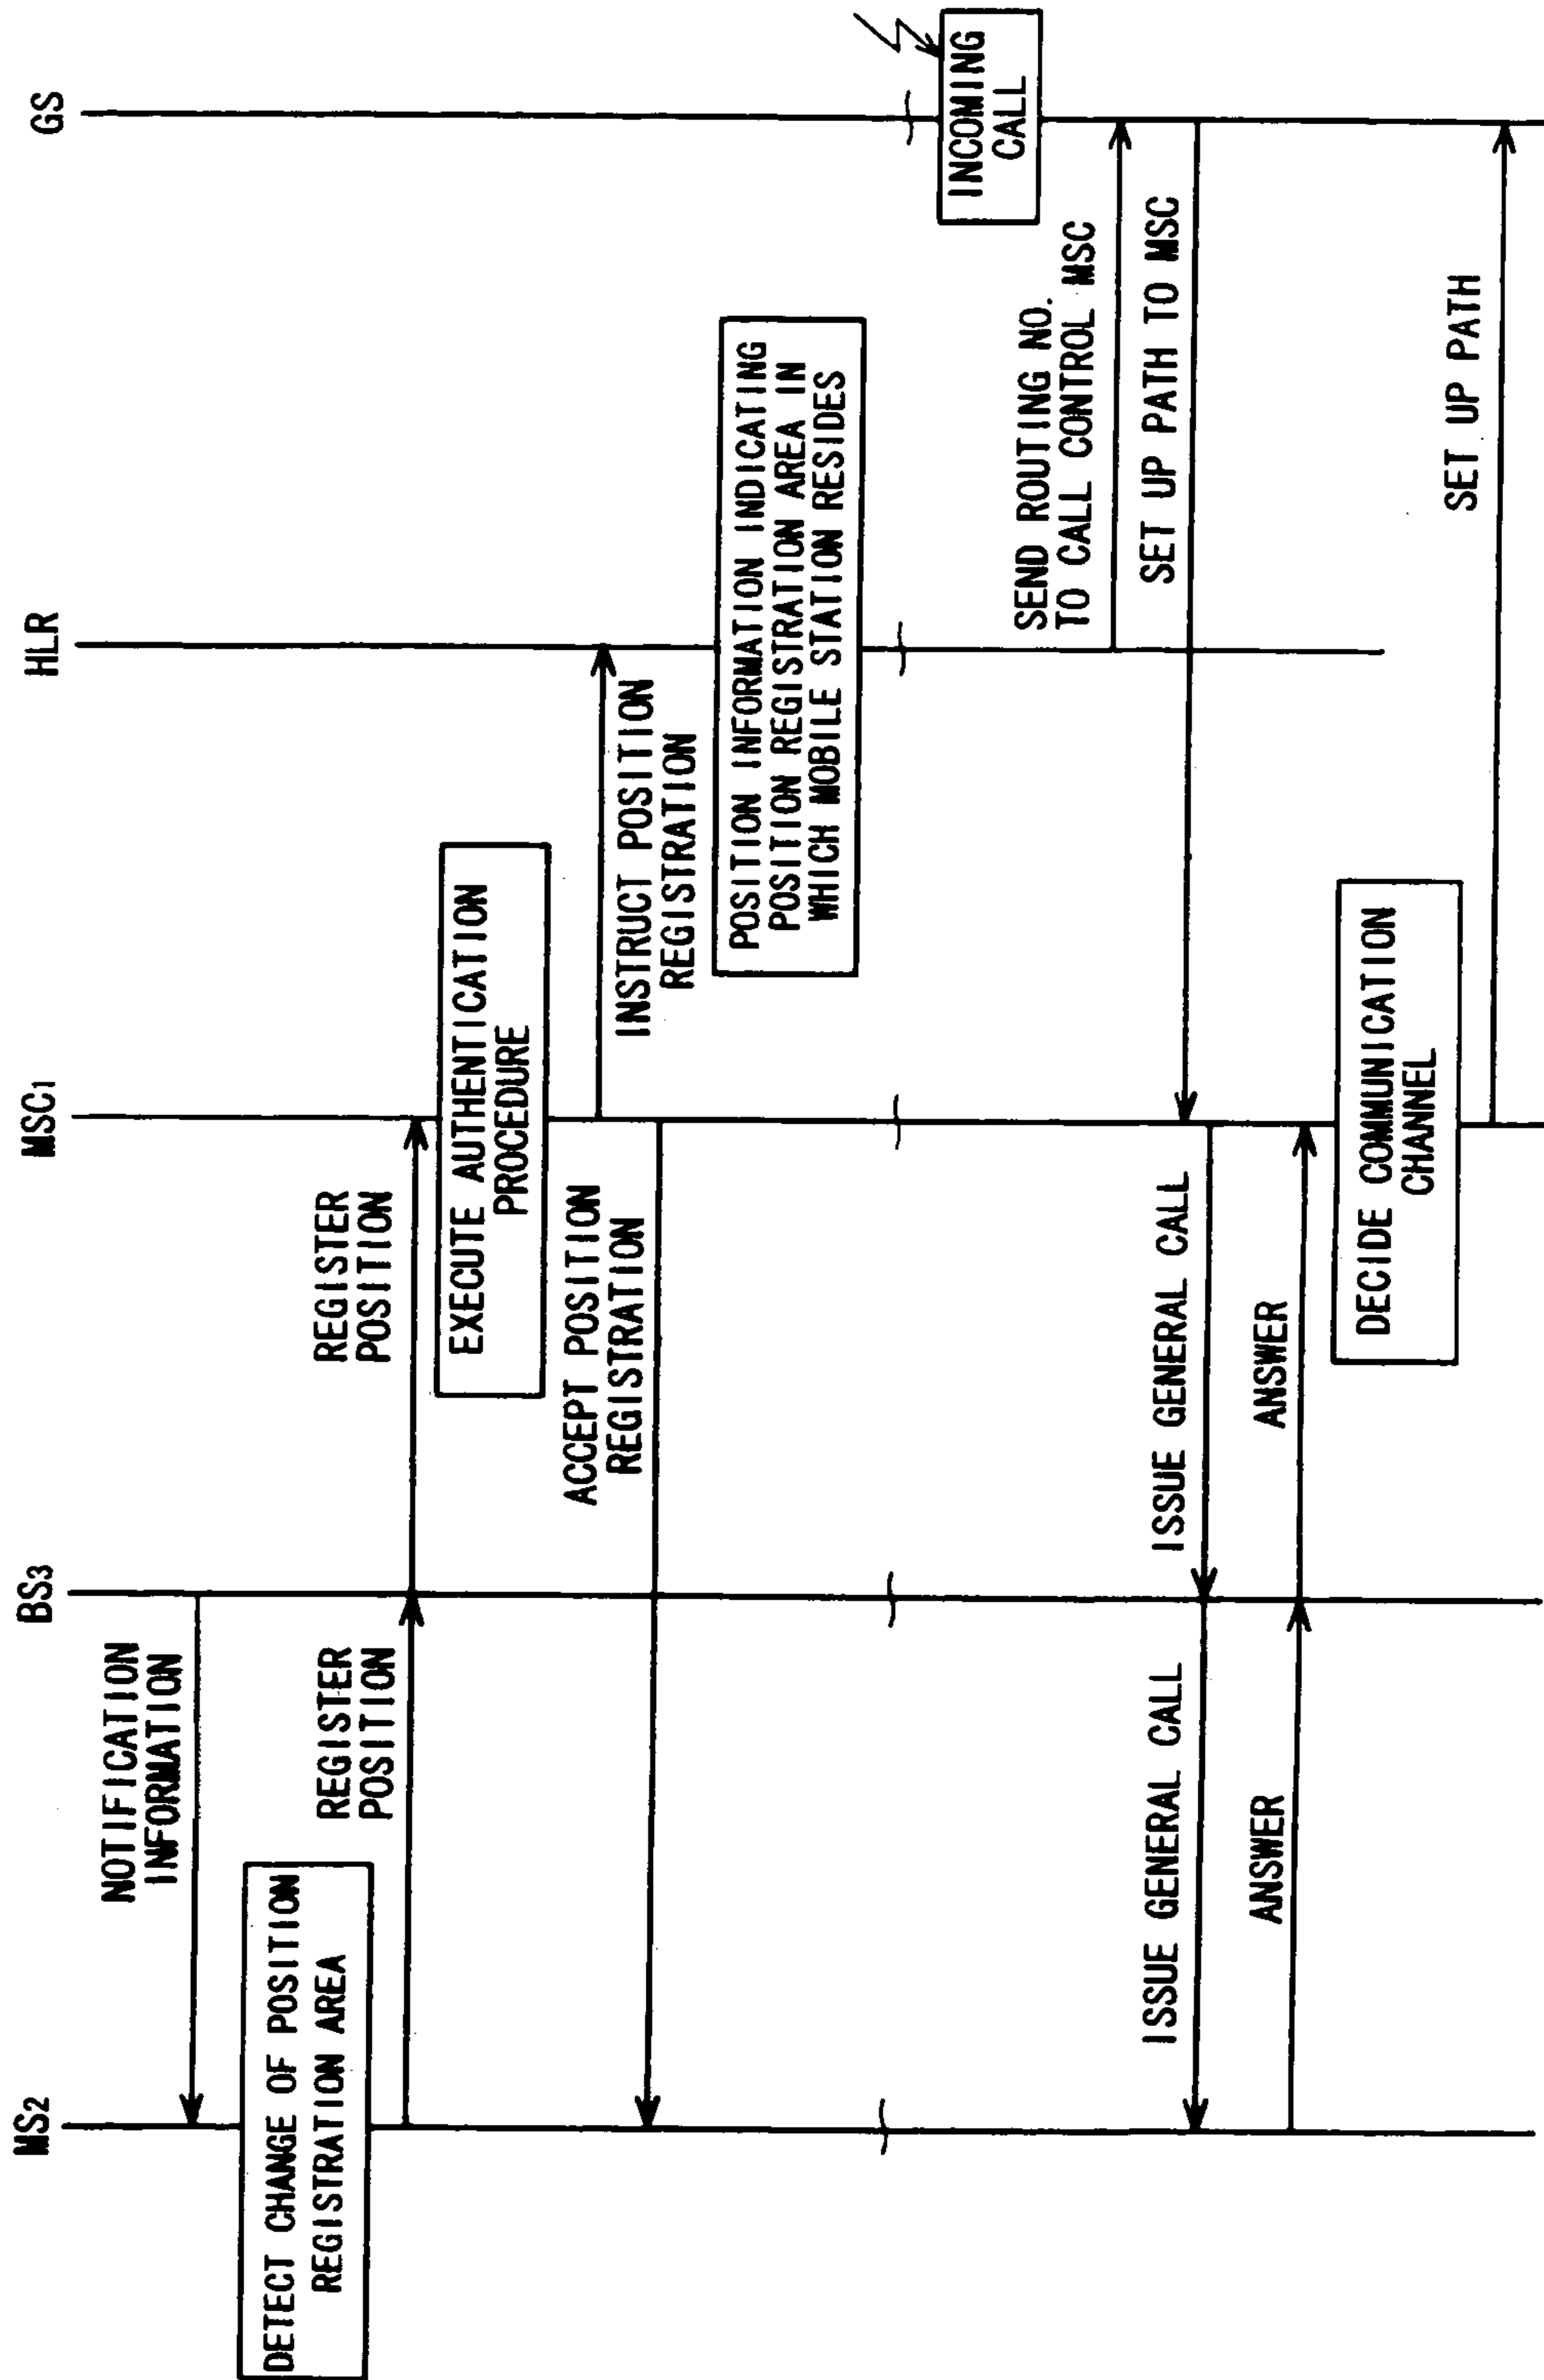 MS2
BS3
MSC1
HLR
GS
NOTIFICATION
INFORMATION
DETECT CHANGE OF POSITION
REGISTRATION AREA
REGISTER
POSITION
REGISTER
POSITION
EXECUTE AUTHENTICATION
PROCEDURE
INSTRUCT POSITION
REGISTRATION
ACCEPT POSITION
REGISTRATION
POSITION INFORMATION INDICATING
POSITION REGISTRATION AREA IN
WHICH MOBILE STATION RESIDES
INCOMING
CALL
SEND ROUTING NO.
TO CALL CONTROL MSC
SET UP PATH TO MSC
ISSUE GENERAL CALL
ISSUE GENERAL CALL
ANSWER
ANSWER
DECIDE COMMUNICATION
CHANNEL
SET UP PATH